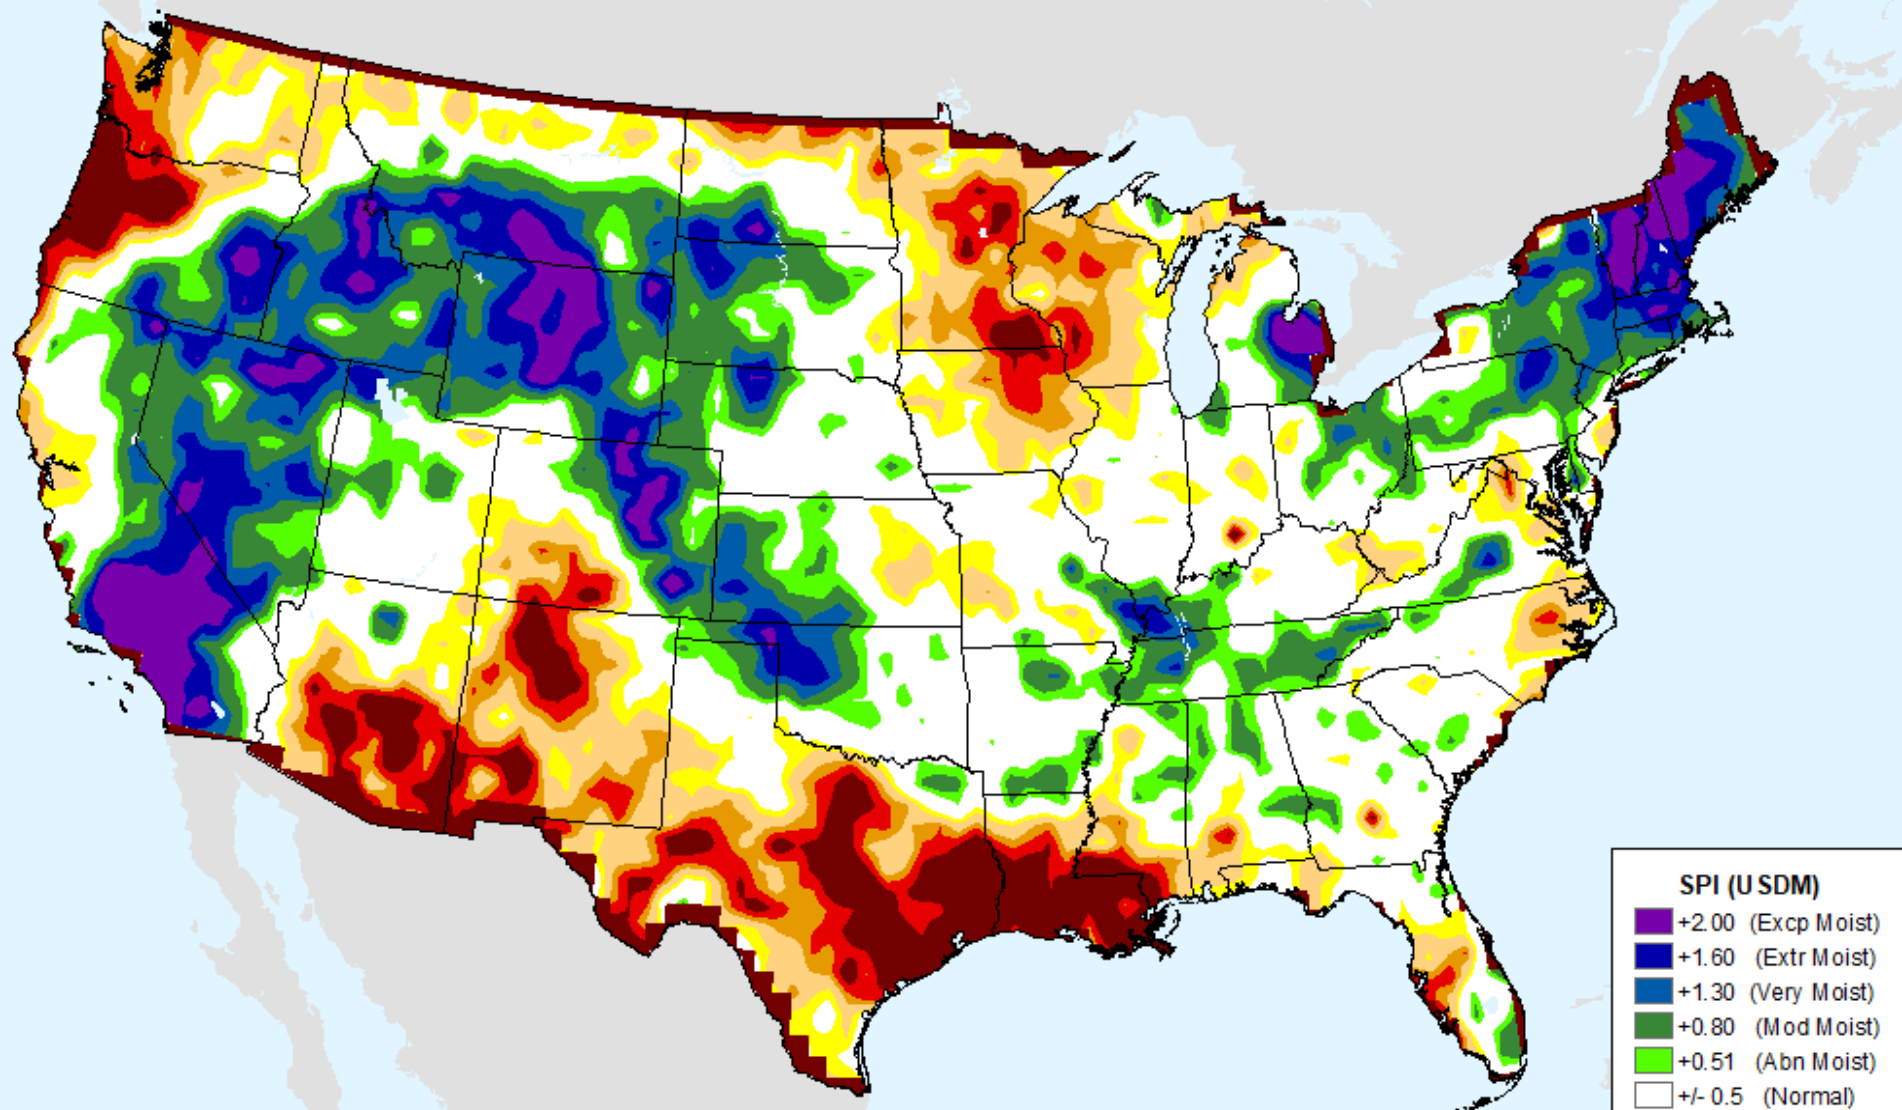 SPI (USDM)
+2.00 (Excp Moist)
+1.60 (Extr Moist)
+1.30 (Very Moist)
+0.80 (Mod Moist)
+0.51 (Abn Moist)
+/- 0.5 (Normal)